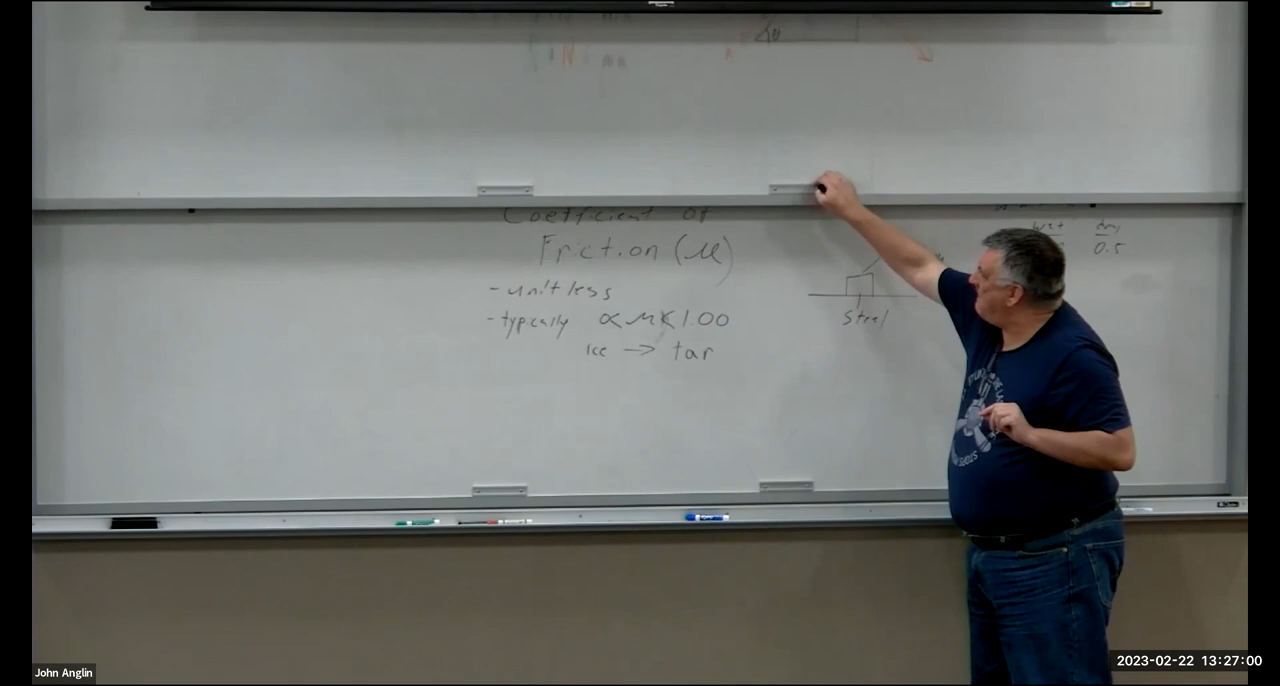 θ
N
Coefficient of
Friction (μ)
- unitless
- typically ∝ μ < 1.00
ice → tar
steel
wet dry
0.5
John Anglin
2023-02-22 13:27:00